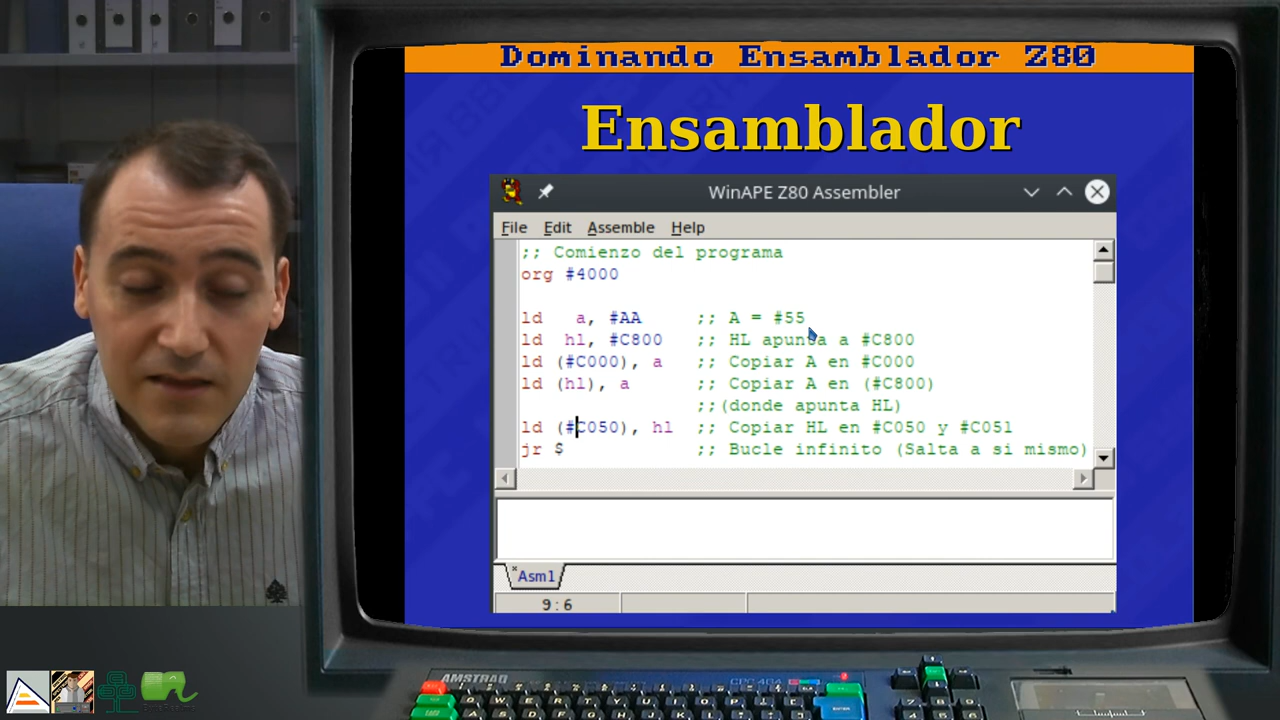 Dominando Ensamblador Z80
Ensamblador
WinAPE Z80 Assembler
File Edit Assemble Help
;; Comienzo del programa
org #4000
ld a, #AA ;; A = #55
ld hl, #C800 ;; HL apunta a #C800
ld (#C000), a ;; Copiar A en #C000
ld (hl), a ;; Copiar A en (#C800)
;;(donde apunta HL)
ld (#C050), hl ;; Copiar HL en #C050 y #C051
jr $ ;; Bucle infinito (Salta a si mismo)
Asm1
9:6
AMSTRAD